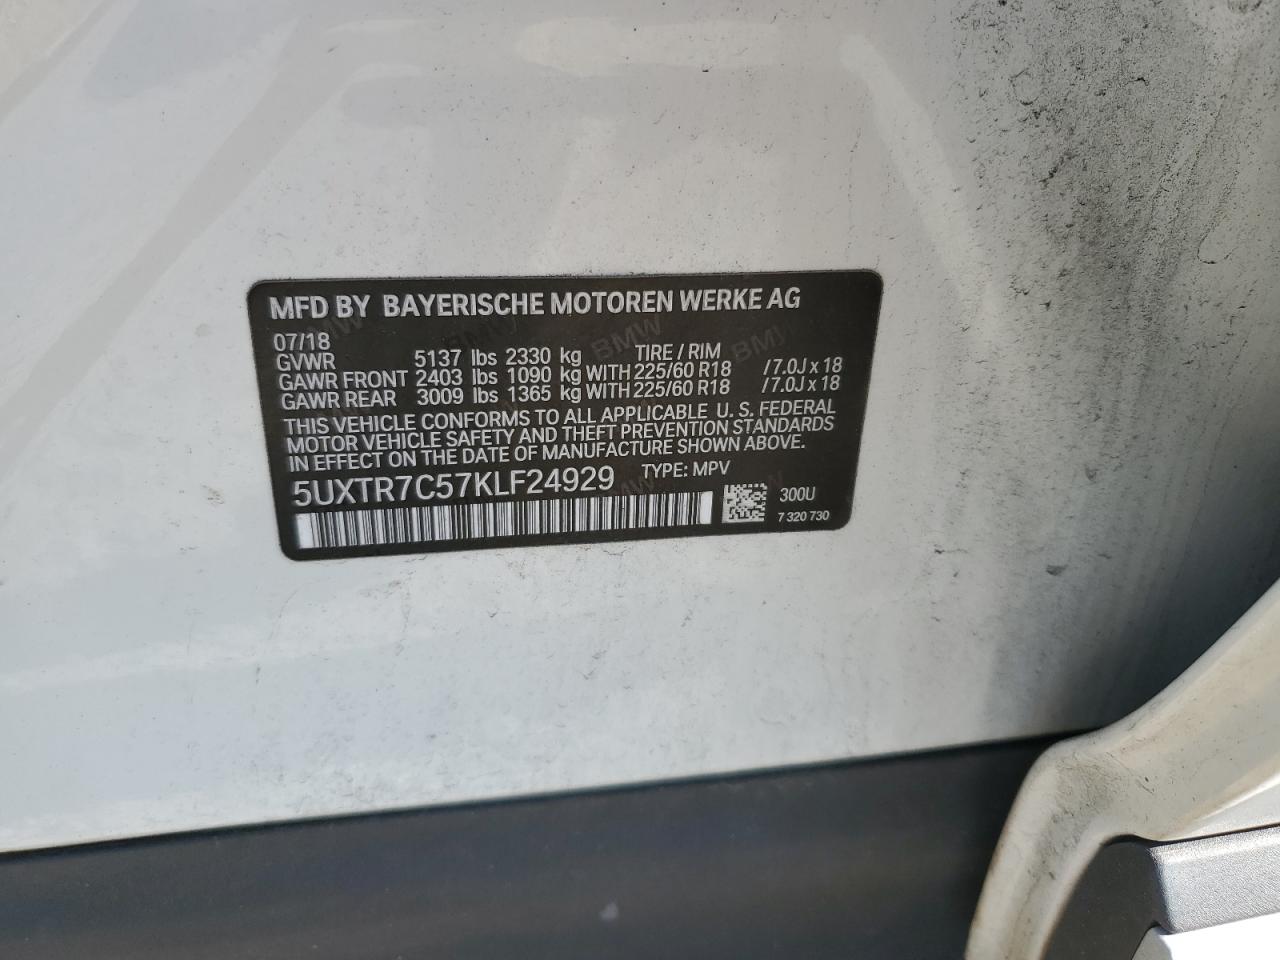 MFD BY BAYERISCHE MOTOREN WERKE AG
07/18
GVWR 5137 lbs 2330 kg TIRE / RIM
GAWR FRONT 2403 lbs 1090 kg WITH 225/60 R18 /7.0J x 18
GAWR REAR 3009 lbs 1365 kg WITH 225/60 R18 /7.0J x 18
THIS VEHICLE CONFORMS TO ALL APPLICABLE U. S. FEDERAL
MOTOR VEHICLE SAFETY AND THEFT PREVENTION STANDARDS
IN EFFECT ON THE DATE OF MANUFACTURE SHOWN ABOVE.
5UXTR7C57KLF24929 TYPE: MPV
300U
7 320 730